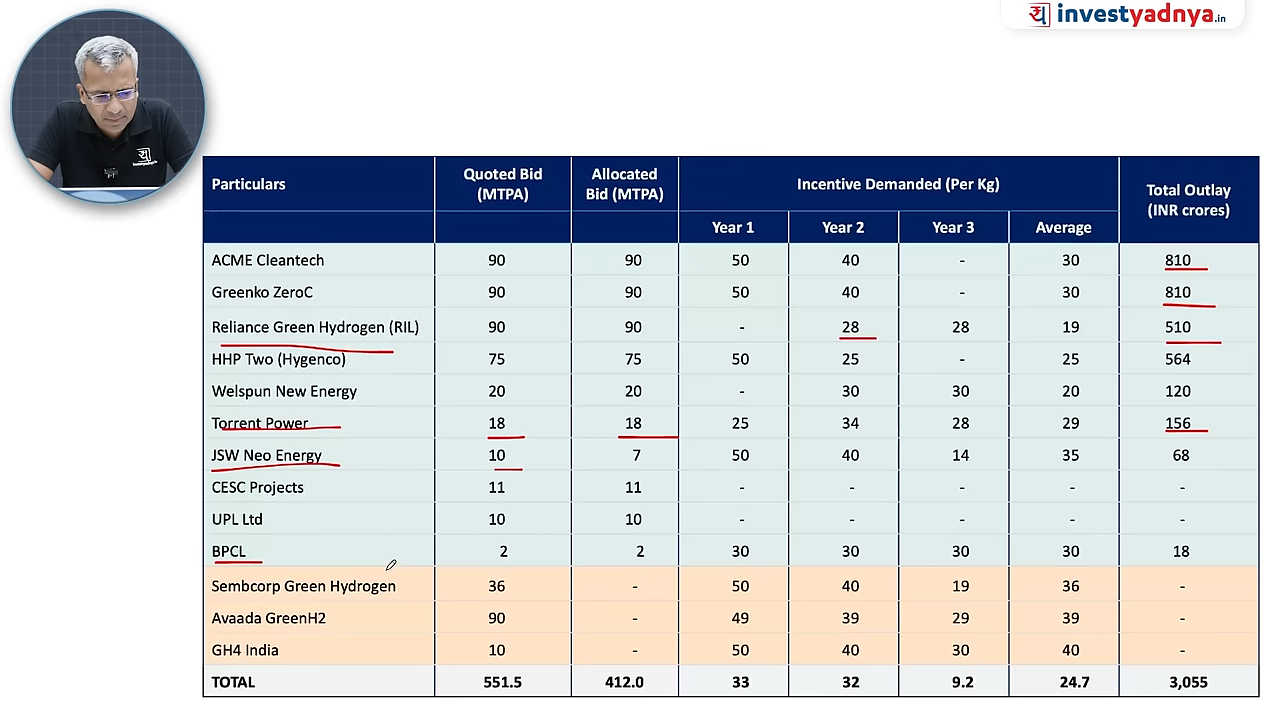 यु investyadnya.in
Particulars Quoted Bid (MTPA) Allocated Bid (MTPA) Incentive Demanded (Per Kg) Total Outlay (INR crores)
Year 1 Year 2 Year 3 Average
ACME Cleantech 90 90 50 40 - 30 810
Greenko ZeroC 90 90 50 40 - 30 810
Reliance Green Hydrogen (RIL) 90 90 - 28 28 19 510
HHP Two (Hygenco) 75 75 50 25 - 25 564
Welspun New Energy 20 20 - 30 30 20 120
Torrent Power 18 18 25 34 28 29 156
JSW Neo Energy 10 7 50 40 14 35 68
CESC Projects 11 11 - - - - -
UPL Ltd 10 10 - - - - -
BPCL 2 2 30 30 30 30 18
Sembcorp Green Hydrogen 36 - 50 40 19 36 -
Avaada GreenH2 90 - 49 39 29 39 -
GH4 India 10 - 50 40 30 40 -
TOTAL 551.5 412.0 33 32 9.2 24.7 3,055